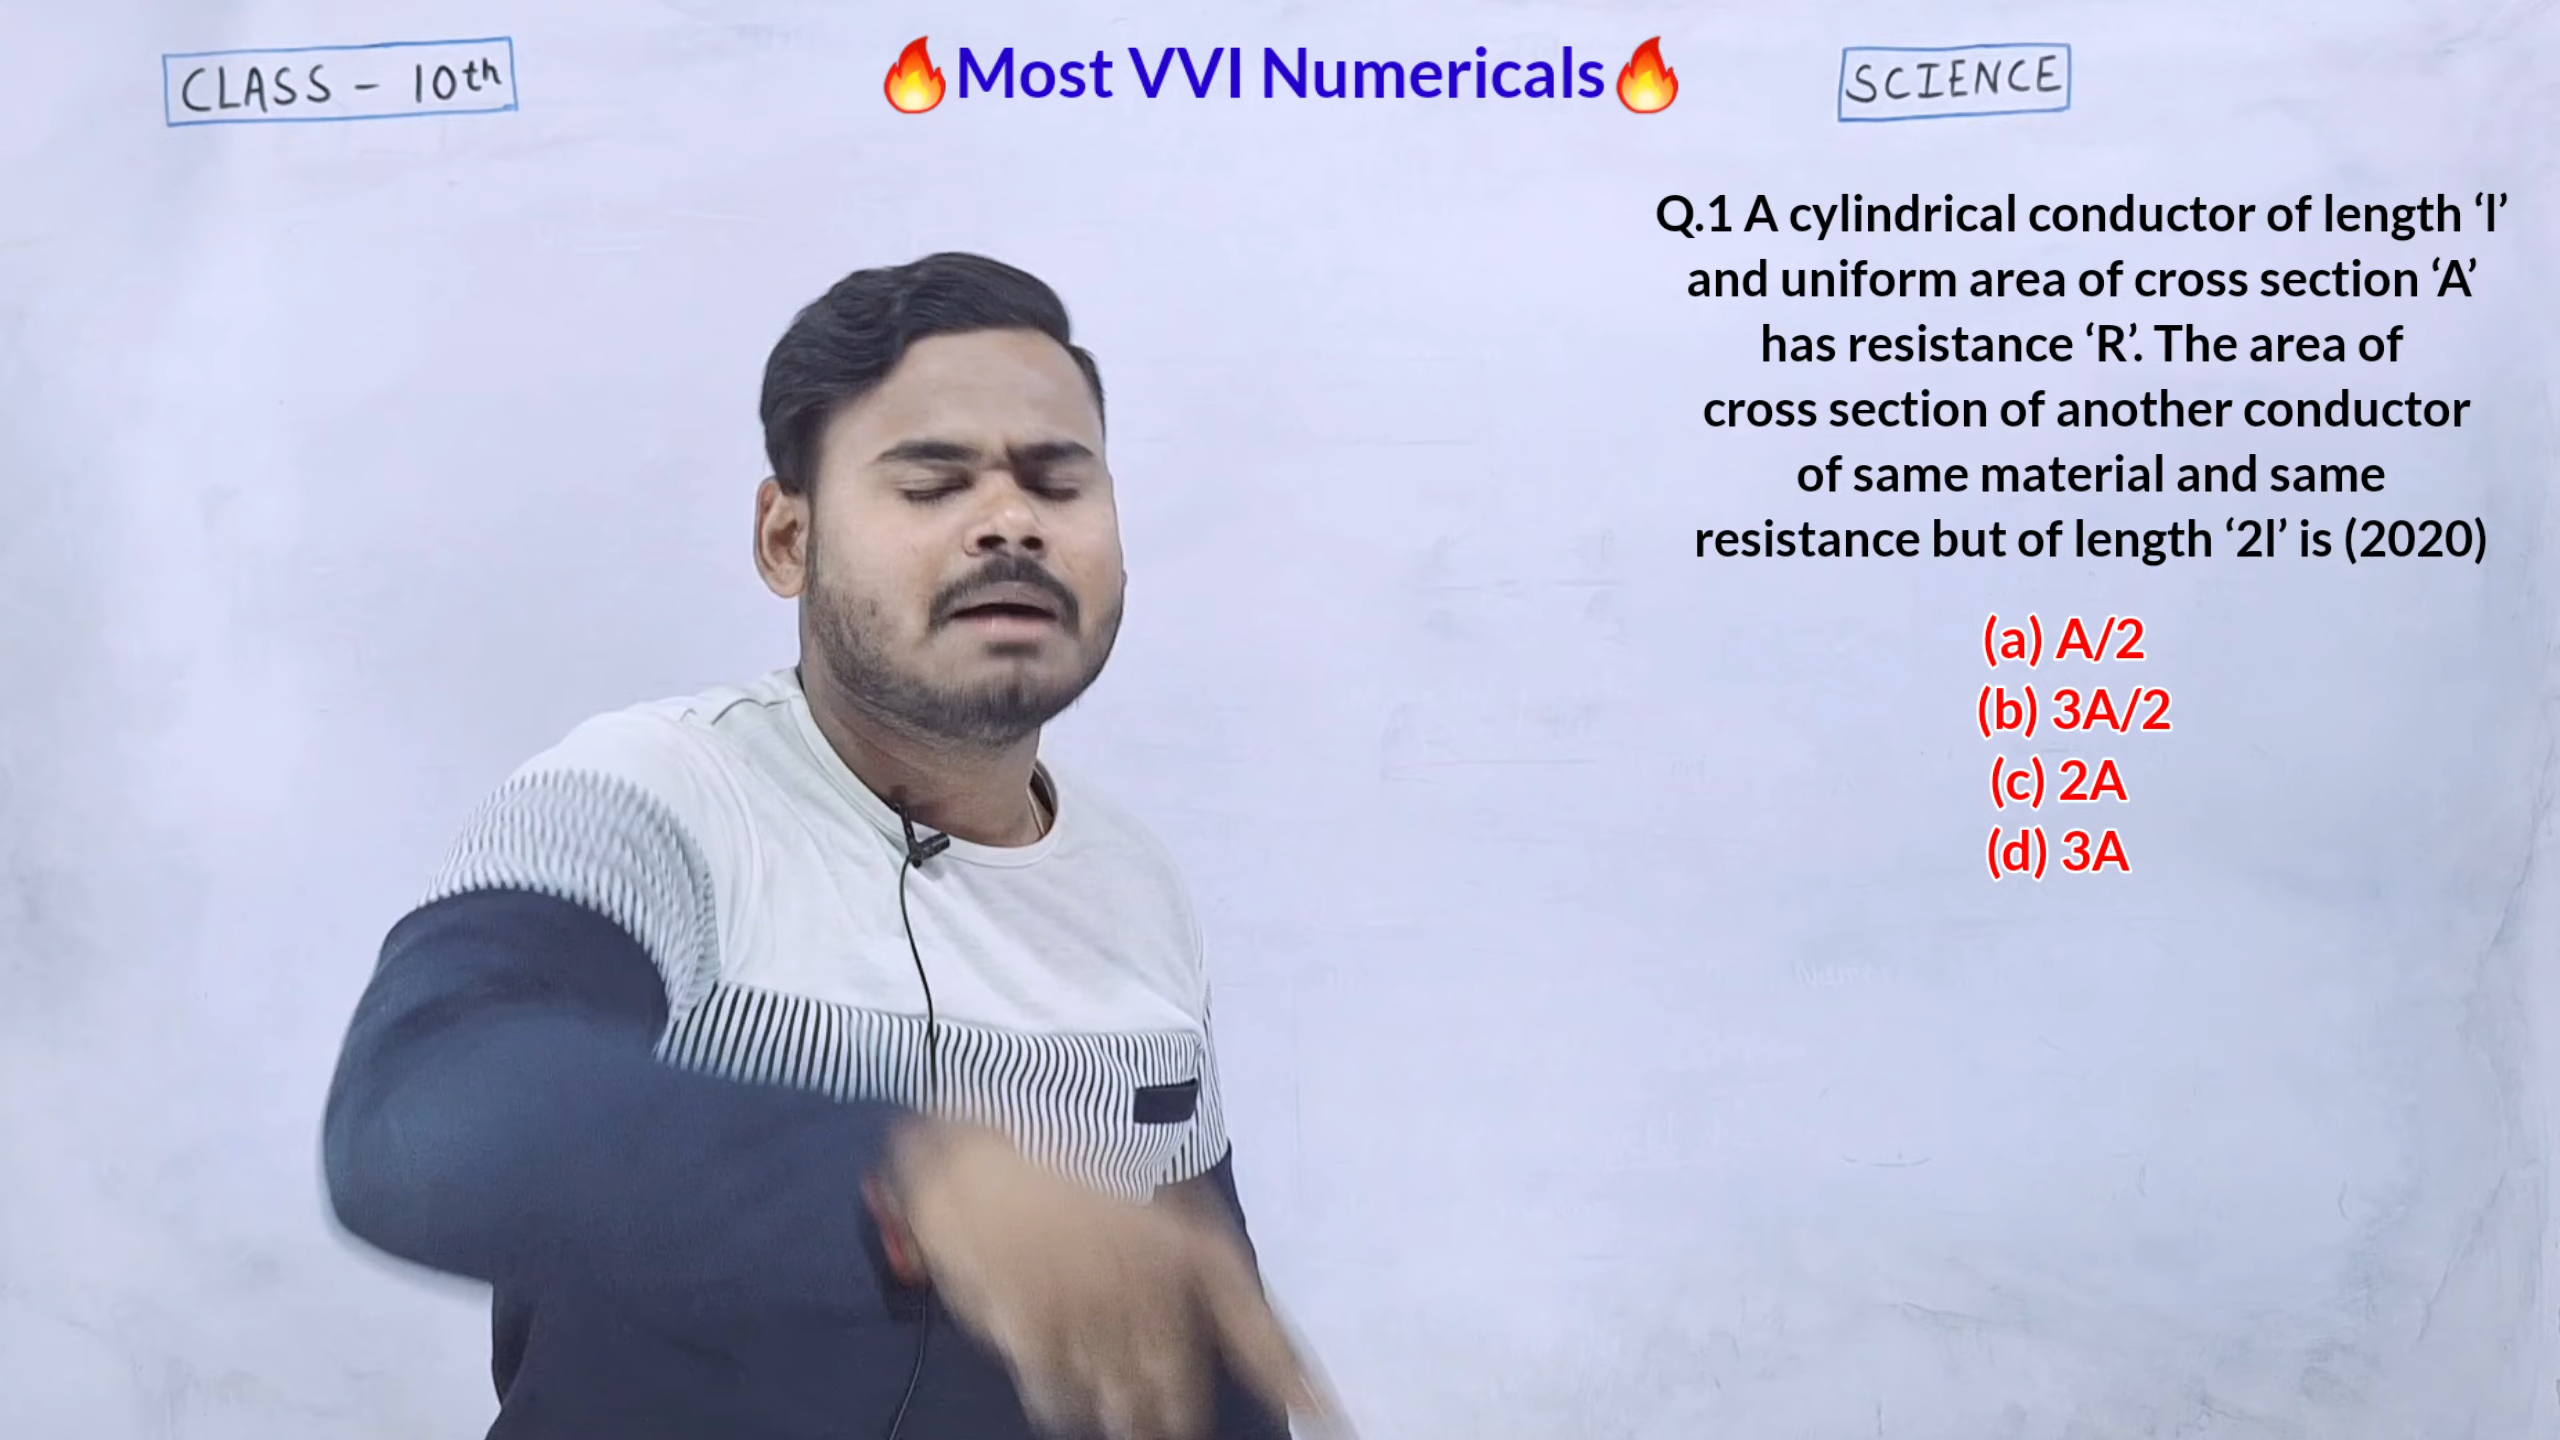 CLASS - 10th
🔥Most VVI Numericals🔥
SCIENCE
Q.1 A cylindrical conductor of length ‘l’
and uniform area of cross section ‘A’
has resistance ‘R’. The area of
cross section of another conductor
of same material and same
resistance but of length ‘2l’ is (2020)
(a) A/2
(b) 3A/2
(c) 2A
(d) 3A